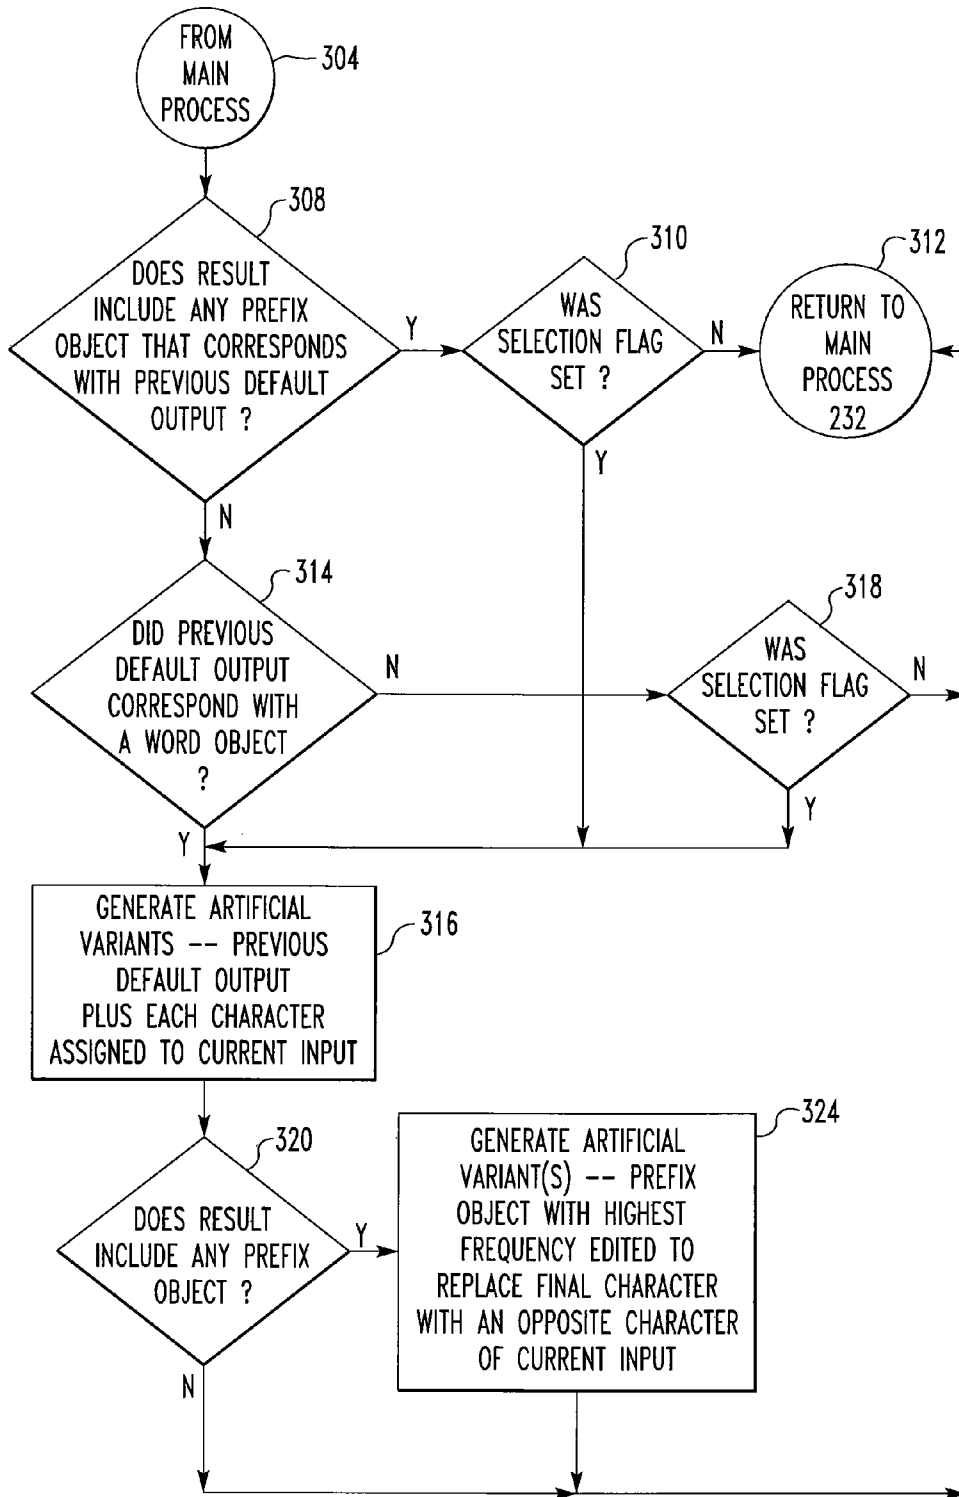 FROM
MAIN
PROCESS
304
308
DOES RESULT
INCLUDE ANY PREFIX
OBJECT THAT CORRESPONDS
WITH PREVIOUS DEFAULT
OUTPUT ?
Y
N
310
WAS
SELECTION FLAG
SET ?
N
Y
312
RETURN TO
MAIN
PROCESS
232
314
DID PREVIOUS
DEFAULT OUTPUT
CORRESPOND WITH
A WORD OBJECT
?
N
Y
318
WAS
SELECTION FLAG
SET ?
N
Y
316
GENERATE ARTIFICIAL
VARIANTS -- PREVIOUS
DEFAULT OUTPUT
PLUS EACH CHARACTER
ASSIGNED TO CURRENT INPUT
320
DOES RESULT
INCLUDE ANY PREFIX
OBJECT ?
Y
N
324
GENERATE ARTIFICIAL
VARIANT(S) -- PREFIX
OBJECT WITH HIGHEST
FREQUENCY EDITED TO
REPLACE FINAL CHARACTER
WITH AN OPPOSITE CHARACTER
OF CURRENT INPUT